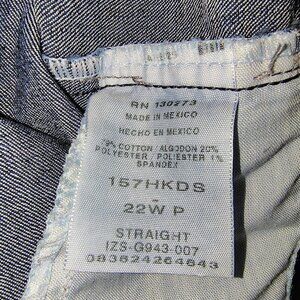 RN 130273
MADE IN MEXICO
HECHO EN MEXICO
79% COTTON/ALGODON 20%
POLYESTER/POLIESTER 1%
SPANDEX
157HKDS
-
22W P
STRAIGHT
IZS-G943-007
083824264843